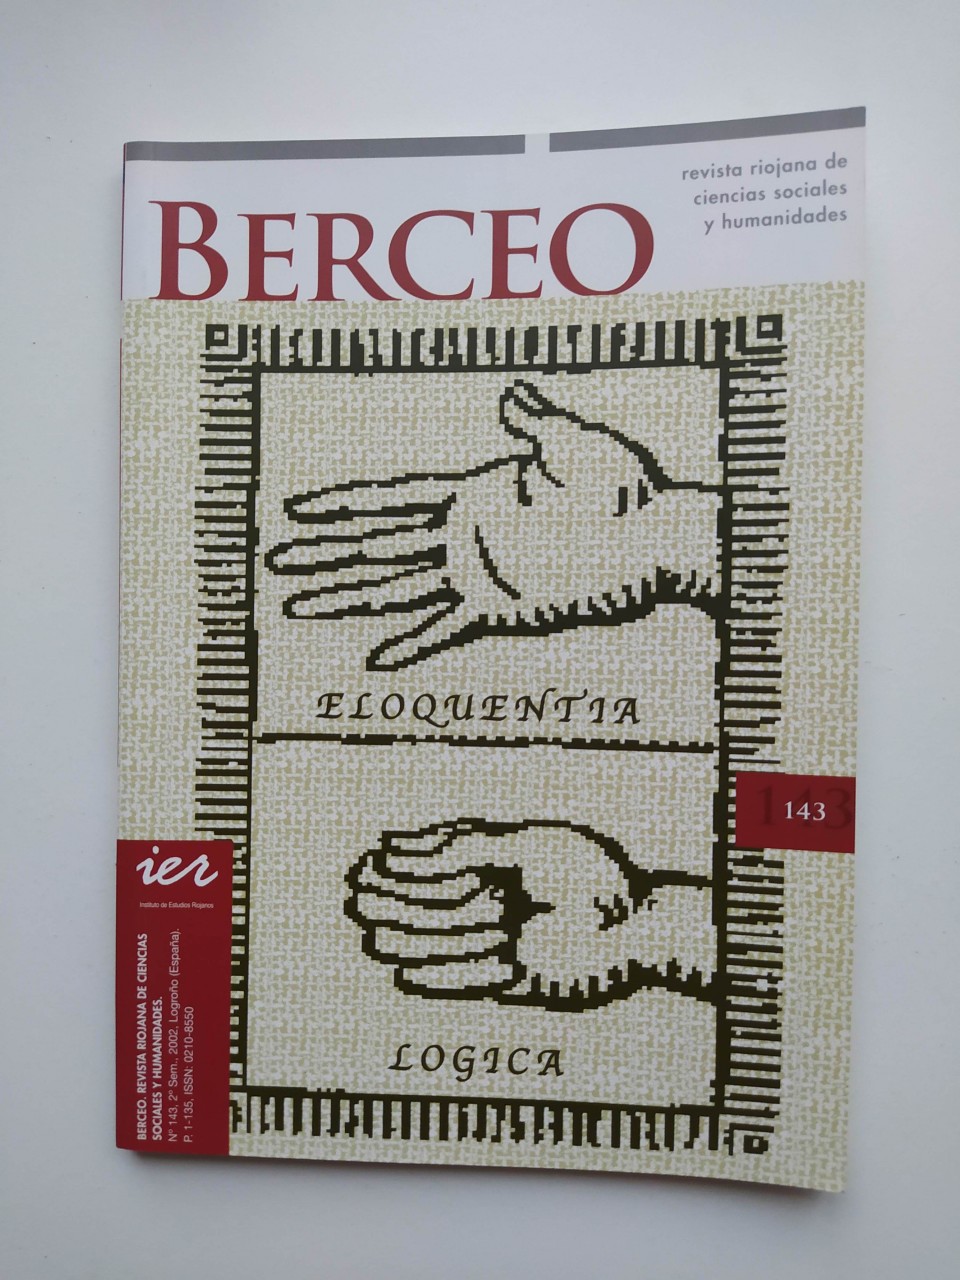 revista riojana de
ciencias sociales
y humanidades
BERCEO
ELOQUENTIA
143
143
LOGICA
ier
Instituto de Estudios Riojanos
BERCEO. REVISTA RIOJANA DE CIENCIAS
SOCIALES Y HUMANIDADES.
Nº 143, 2º Sem., 2002, Logroño (España).
P. 1-135, ISSN: 0210-8550